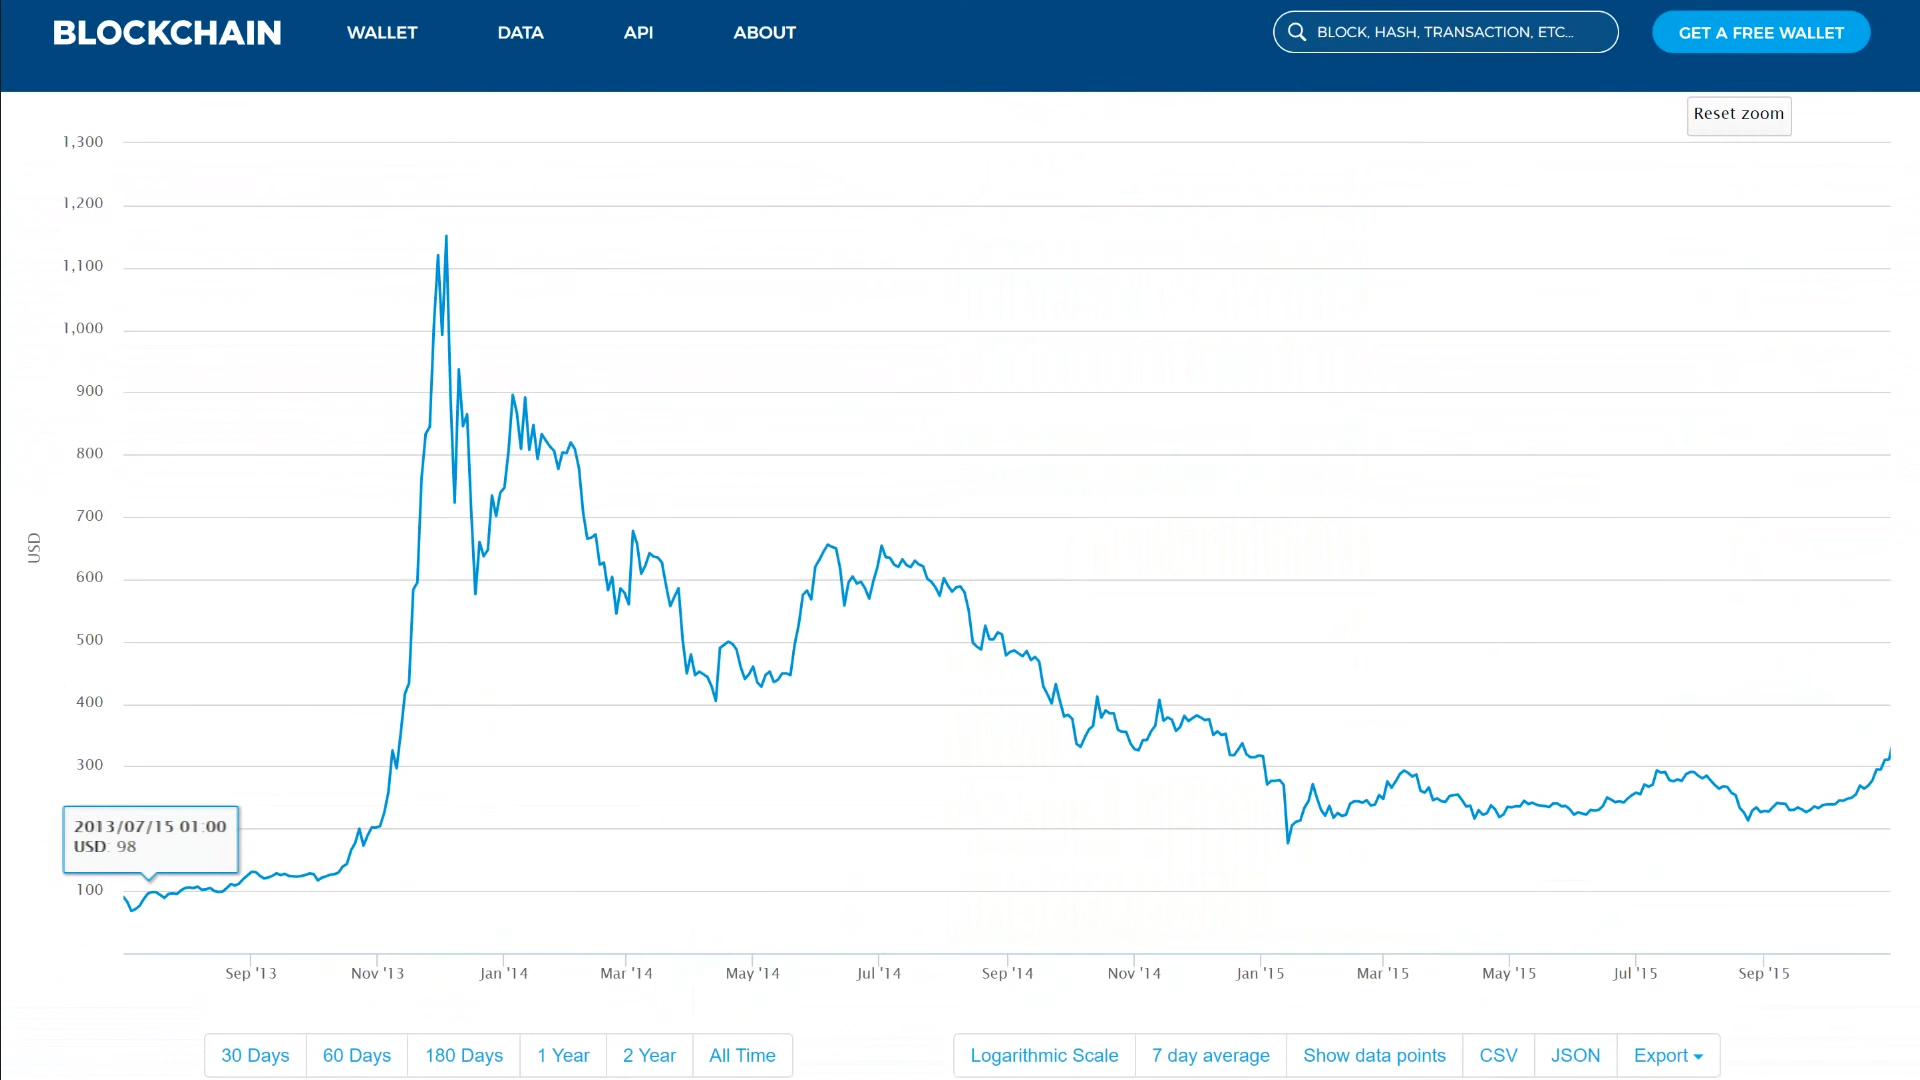 BLOCKCHAIN WALLET DATA API ABOUT BLOCK, HASH, TRANSACTION, ETC... GET A FREE WALLET
Reset zoom
1,300
1,200
1,100
1,000
900
800
700
600
500
400
300
100
USD
2013/07/15 01:00
USD: 98
Sep '13 Nov '13 Jan '14 Mar '14 May '14 Jul '14 Sep '14 Nov '14 Jan '15 Mar '15 May '15 Jul '15 Sep '15
30 Days 60 Days 180 Days 1 Year 2 Year All Time Logarithmic Scale 7 day average Show data points CSV JSON Export